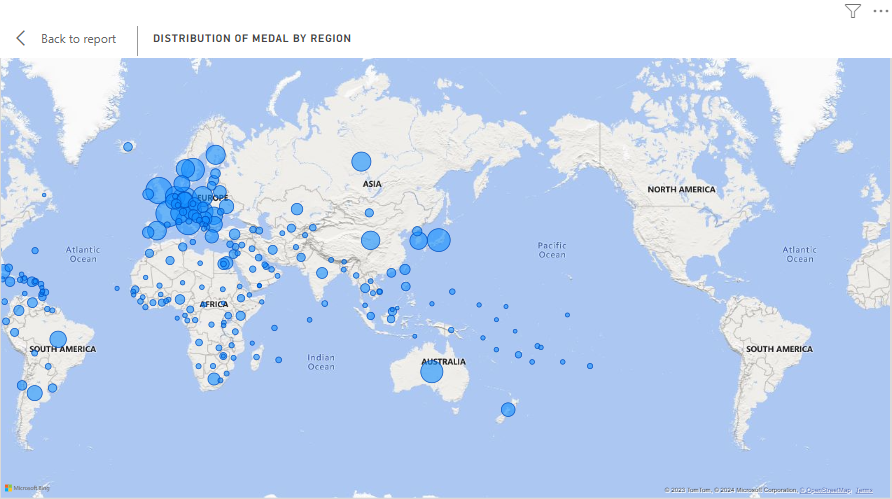 Back to report
DISTRIBUTION OF MEDAL BY REGION
EUROPE
ASIA
NORTH AMERICA
Atlantic
Ocean
Pacific
Ocean
Atlantic
Ocean
AFRICA
SOUTH AMERICA
Indian
Ocean
AUSTRALIA
SOUTH AMERICA
Microsoft Bing
© 2023 TomTom, © 2024 Microsoft Corporation, © OpenStreetMap Terms